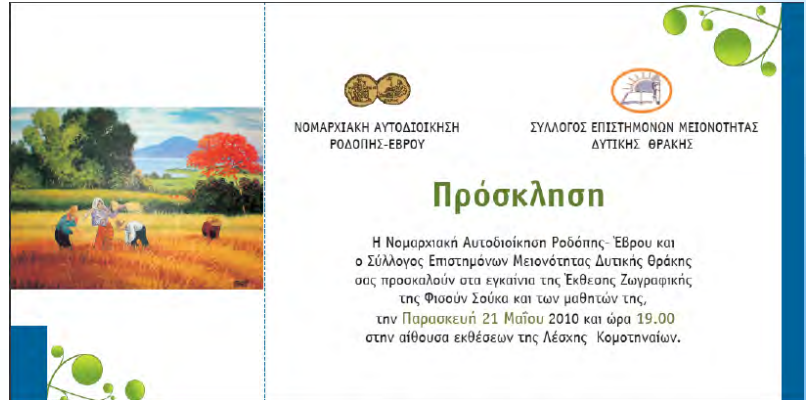 ΝΟΜΑΡΧΙΑΚΗ ΑΥΤΟΔΙΟΙΚΗΣΗ
ΡΟΔΟΠΗΣ-ΕΒΡΟΥ
ΣΥΛΛΟΓΟΣ ΕΠΙΣΤΗΜΟΝΩΝ ΜΕΙΟΝΟΤΗΤΑΣ
ΔΥΤΙΚΗΣ ΘΡΑΚΗΣ
Πρόσκληση
Η Νομαρχιακή Αυτοδιοίκηση Ροδόπης- Έβρου και
ο Σύλλογος Επιστημόνων Μειονότητας Δυτικής Θράκης
σας προσκαλούν στα εγκαίνια της Έκθεσης Ζωγραφικής
της Φισούν Σούκα και των μαθητών της,
την Παρασκευή 21 Μαΐου 2010 και ώρα 19.00
στην αίθουσα εκθέσεων της Λέσχης Κομοτηναίων.